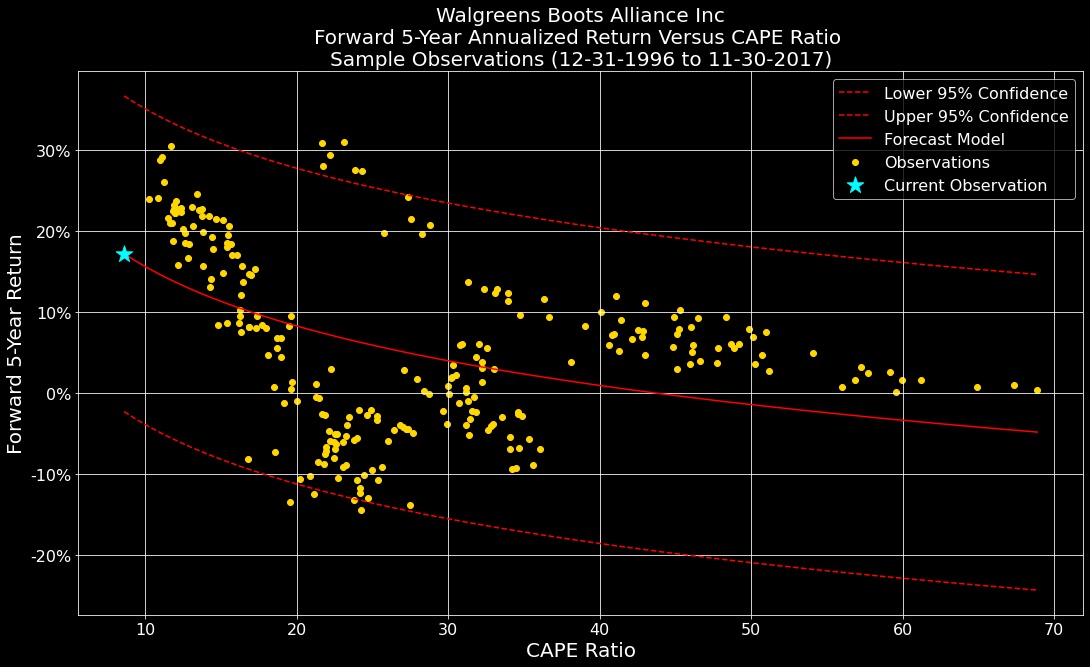 Walgreens Boots Alliance Inc
Forward 5-Year Annualized Return Versus CAPE Ratio
Sample Observations (12-31-1996 to 11-30-2017)
Lower 95% Confidence
Upper 95% Confidence
Forecast Model
Observations
Current Observation
Forward 5-Year Return
30%
20%
10%
0%
-10%
-20%
10 20 30 40 50 60 70
CAPE Ratio